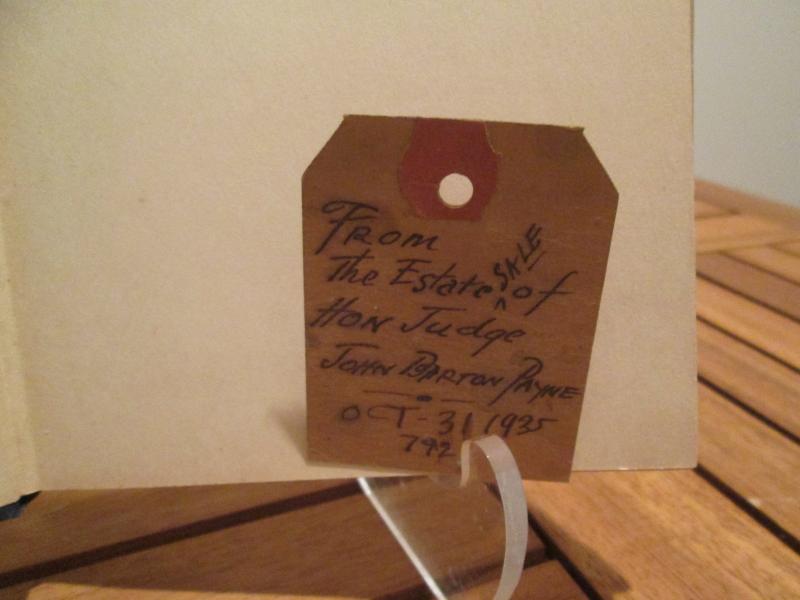 From
The Estate SALE of
Hon Judge
John Barton Payne
OCT-31 1935
792